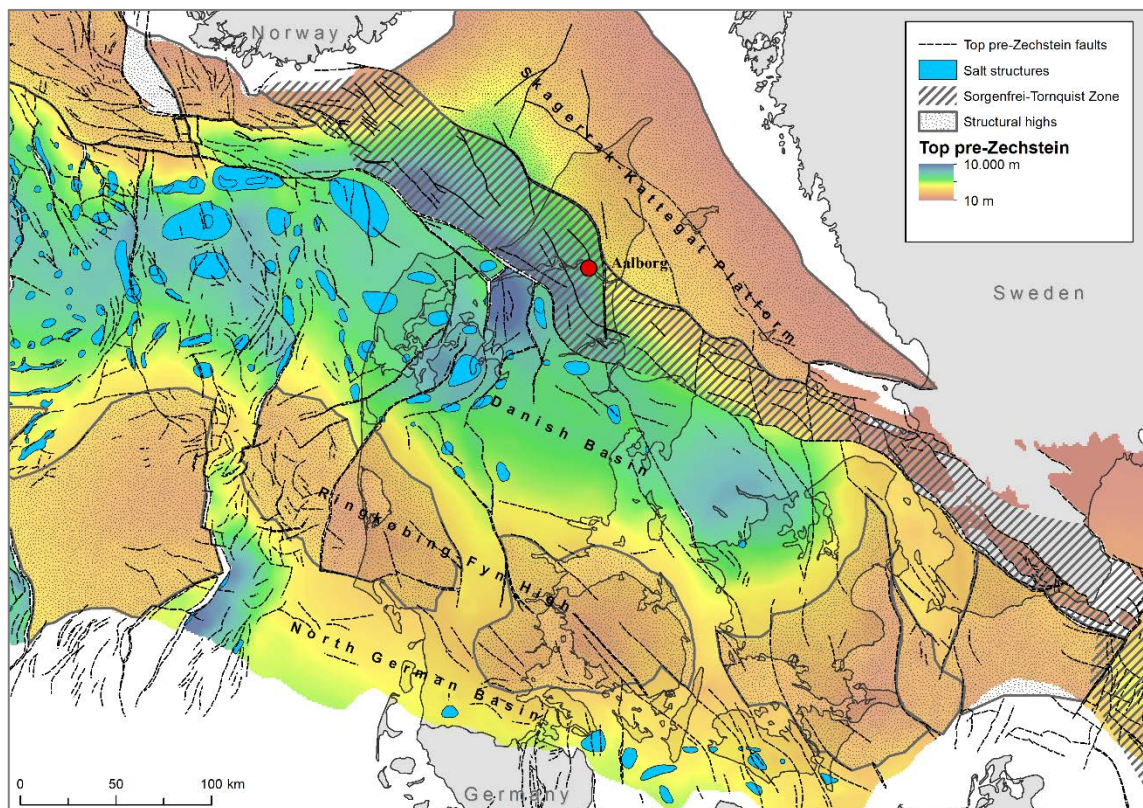 Norway
Top pre-Zechstein faults
Salt structures
Sorgenfrei-Tornquist Zone
Structural highs
Top pre-Zechstein
10.000 m
10 m
Skagerrak-Kattegat Platform
Aalborg
Sweden
Danish Basin
Ringkøbing-Fyn High
North German Basin
0 50 100 km
Germany